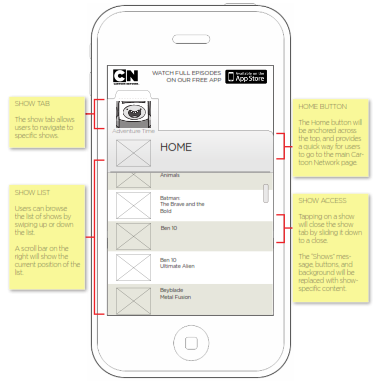 CN
CARTOON NETWORK
WATCH FULL EPISODES
ON OUR FREE APP
Available on the
App Store
SHOW TAB
The show tab allows
users to navigate to
specific shows.
Adventure Time
HOME
HOME BUTTON
The Home button will
be anchored across
the top, and provides
a quick way for users
to go to the main Car-
toon Network page.
Animals
Batman:
The Brave and the
Bold
Ben 10
Ben 10
Ultimate Alien
Beyblade
Metal Fusion
SHOW LIST
Users can browse
the list of shows by
swiping up or down
the list.
A scroll bar on the
right will show the
current position of the
list.
SHOW ACCESS
Tapping on a show
will close the show
tab by sliding it down
to a close.
The "Shows" mes-
sage, buttons, and
background will be
replaced with show-
specific content.